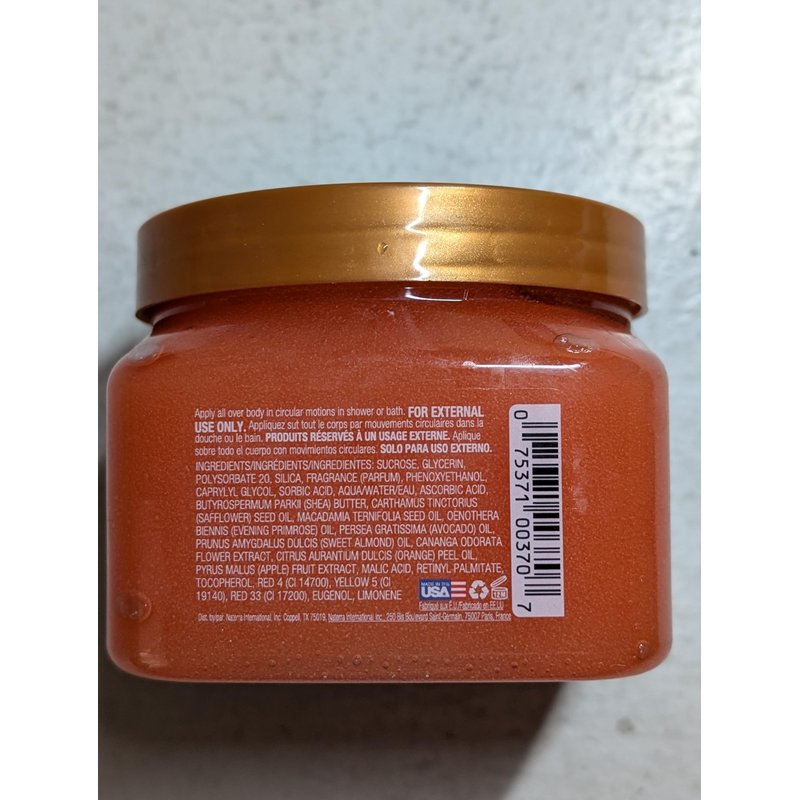 Apply all over body in circular motions in shower or bath. FOR EXTERNAL
USE ONLY. Appliquez sut tout le corps par mouvements circulaires dans la
douche ou le bain. PRODUITS RÉSERVÉS À UN USAGE EXTERNE. Aplique
sobre todo el cuerpo con movimientos circulares. SOLO PARA USO EXTERNO.
INGREDIENTS/INGRÉDIENTS/INGREDIENTES: SUCROSE, GLYCERIN,
POLYSORBATE 20, SILICA, FRAGRANCE (PARFUM), PHENOXYETHANOL,
CAPRYLYL GLYCOL, SORBIC ACID, AQUA/WATER/EAU, ASCORBIC ACID,
BUTYROSPERMUM PARKII (SHEA) BUTTER, CARTHAMUS TINCTORIUS
(SAFFLOWER) SEED OIL, MACADAMIA TERNIFOLIA SEED OIL, OENOTHERA
BIENNIS (EVENING PRIMROSE) OIL, PERSEA GRATISSIMA (AVOCADO) OIL,
PRUNUS AMYGDALUS DULCIS (SWEET ALMOND) OIL, CANANGA ODORATA
FLOWER EXTRACT, CITRUS AURANTIUM DULCIS (ORANGE) PEEL OIL,
PYRUS MALUS (APPLE) FRUIT EXTRACT, MALIC ACID, RETINYL PALMITATE,
TOCOPHEROL, RED 4 (CI 14700), YELLOW 5 (CI
19140), RED 33 (CI 17200), EUGENOL, LIMONENE
MADE IN THE
USA
12M
Fabriqué aux É.U./Fabricado en EE.UU
Dist. by/par. Naterra International, Inc. Coppell, TX 75019, Naterra International Inc., 250 Bis Boulevard Saint-Germain, 75007 Paris, France
0 75371 00370 7